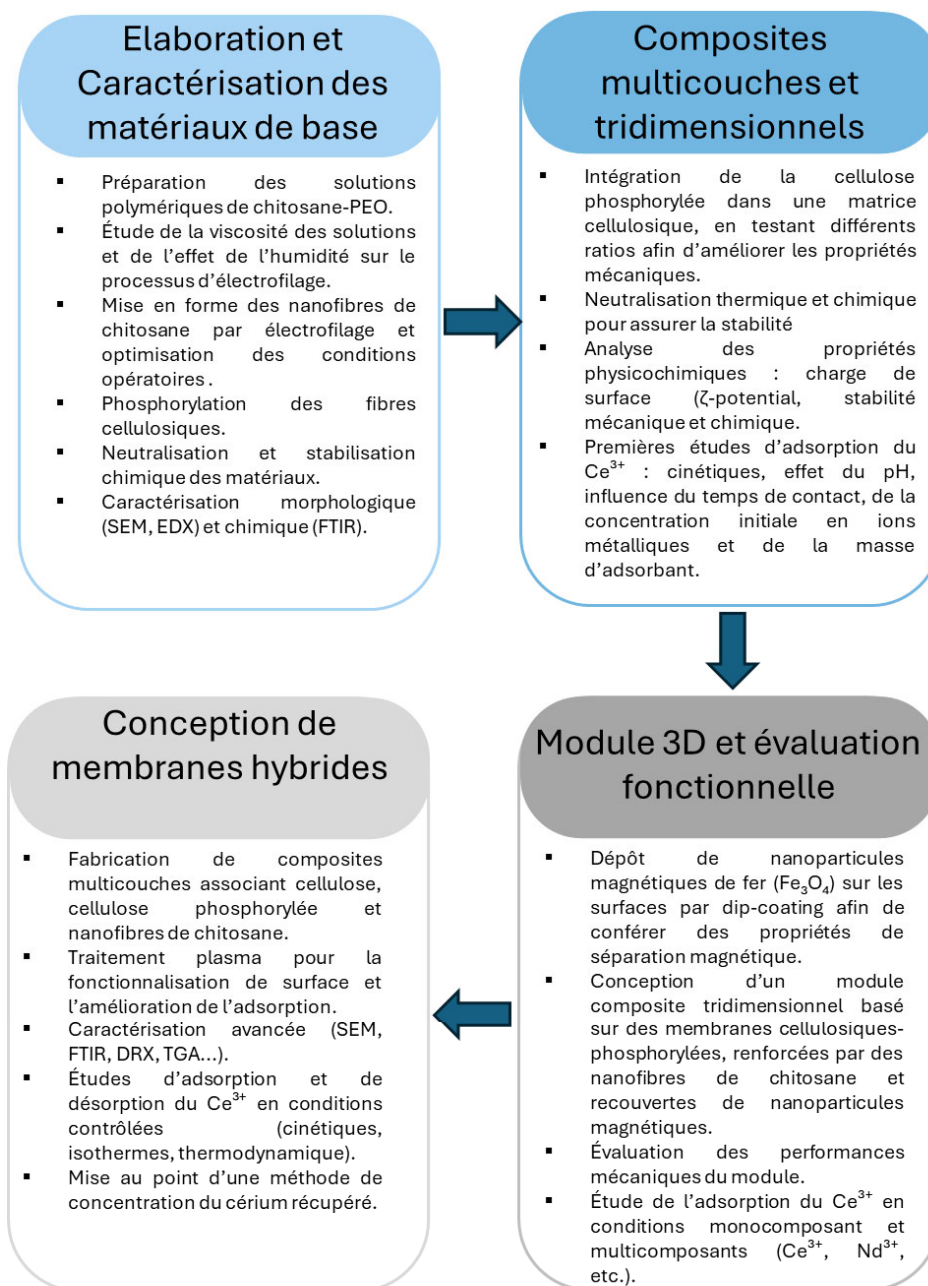 Elaboration et
Caractérisation des
matériaux de base
▪ Préparation des solutions
polymériques de chitosane-PEO.
▪ Étude de la viscosité des solutions
et de l’effet de l’humidité sur le
processus d’électrofilage.
▪ Mise en forme des nanofibres de
chitosane par électrofilage et
optimisation des conditions
opératoires .
▪ Phosphorylation des fibres
cellulosiques.
▪ Neutralisation et stabilisation
chimique des matériaux.
▪ Caractérisation morphologique
(SEM, EDX) et chimique (FTIR).
Composites
multicouches et
tridimensionnels
▪ Intégration de la cellulose
phosphorylée dans une matrice
cellulosique, en testant différents
ratios afin d’améliorer les propriétés
mécaniques.
▪ Neutralisation thermique et chimique
pour assurer la stabilité
▪ Analyse des propriétés
physicochimiques : charge de
surface (ζ-potential, stabilité
mécanique et chimique.
▪ Premières études d’adsorption du
Ce³⁺ : cinétiques, effet du pH,
influence du temps de contact, de la
concentration initiale en ions
métalliques et de la masse
d’adsorbant.
Module 3D et évaluation
fonctionnelle
▪ Dépôt de nanoparticules
magnétiques de fer (Fe₃O₄) sur les
surfaces par dip-coating afin de
conférer des propriétés de
séparation magnétique.
▪ Conception d’un module
composite tridimensionnel basé
sur des membranes cellulosiques-
phosphorylées, renforcées par des
nanofibres de chitosane et
recouvertes de nanoparticules
magnétiques.
▪ Évaluation des performances
mécaniques du module.
▪ Étude de l’adsorption du Ce³⁺ en
conditions monocomposant et
multicomposants (Ce³⁺, Nd³⁺,
etc.).
Conception de
membranes hybrides
▪ Fabrication de composites
multicouches associant cellulose,
cellulose phosphorylée et
nanofibres de chitosane.
▪ Traitement plasma pour la
fonctionnalisation de surface et
l’amélioration de l’adsorption.
▪ Caractérisation avancée (SEM,
FTIR, DRX, TGA...).
▪ Études d’adsorption et de
désorption du Ce³⁺ en conditions
contrôlées (cinétiques,
isothermes, thermodynamique).
▪ Mise au point d’une méthode de
concentration du cérium récupéré.